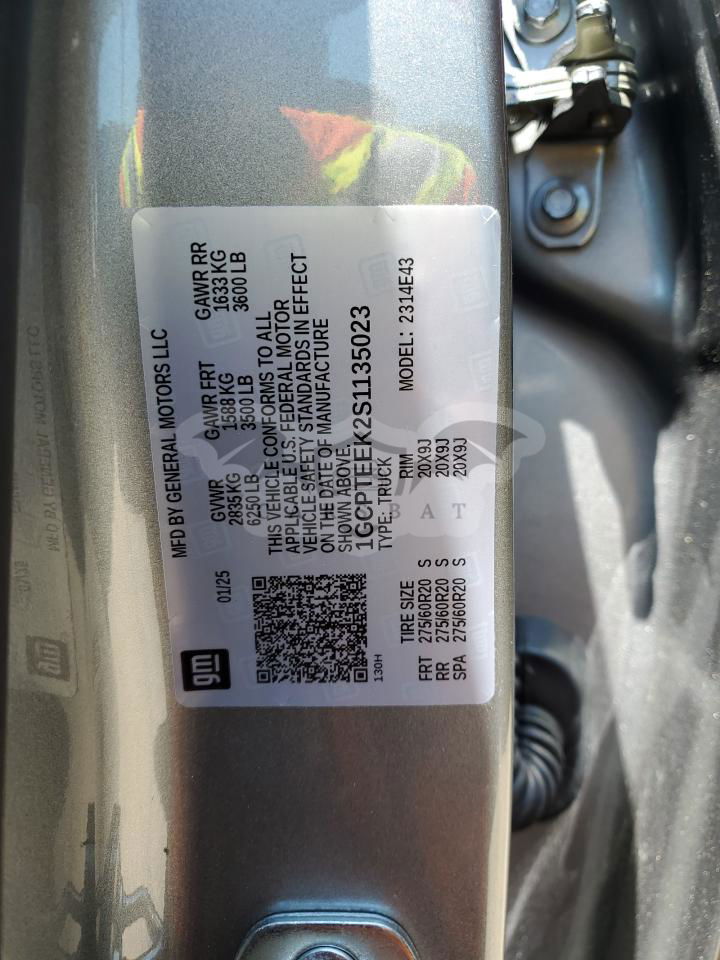 MFD BY GENERAL MOTORS LLC
01/25
GVWR GAWR FRT GAWR RR
2835 KG 1588 KG 1633 KG
6250 LB 3500 LB 3600 LB
THIS VEHICLE CONFORMS TO ALL
APPLICABLE U.S. FEDERAL MOTOR
VEHICLE SAFETY STANDARDS IN EFFECT
ON THE DATE OF MANUFACTURE
SHOWN ABOVE.
1GCPTEEK2S1135023
TYPE: TRUCK
MODEL: 2314E43
gm
130H
TIRE SIZE RIM
FRT 275/60R20 S 20X9J
RR 275/60R20 S 20X9J
SPA 275/60R20 S 20X9J
BAT